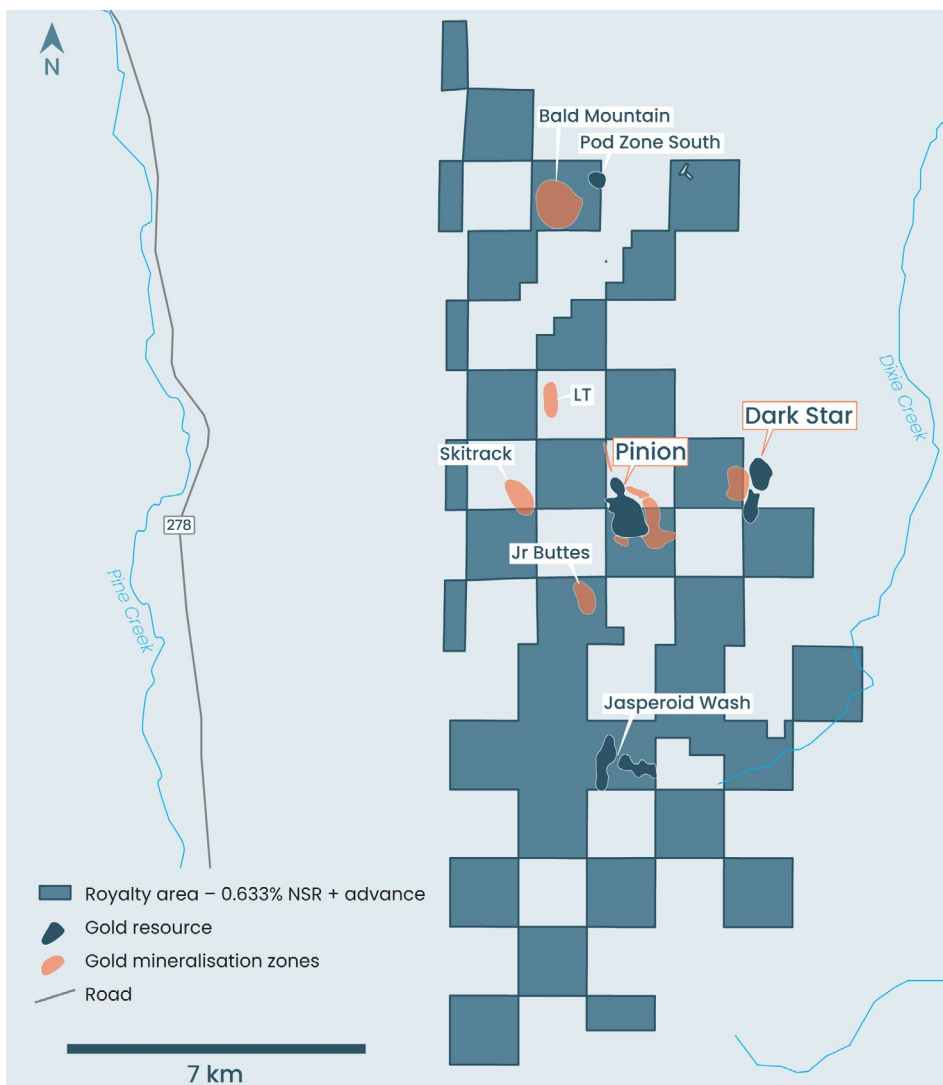 N
Bald Mountain
Pod Zone South
Dixie Creek
LT
Dark Star
Skitrack
Pinion
278
Jr Buttes
Pine Creek
Jasperoid Wash
Royalty area – 0.633% NSR + advance
Gold resource
Gold mineralisation zones
Road
7 km